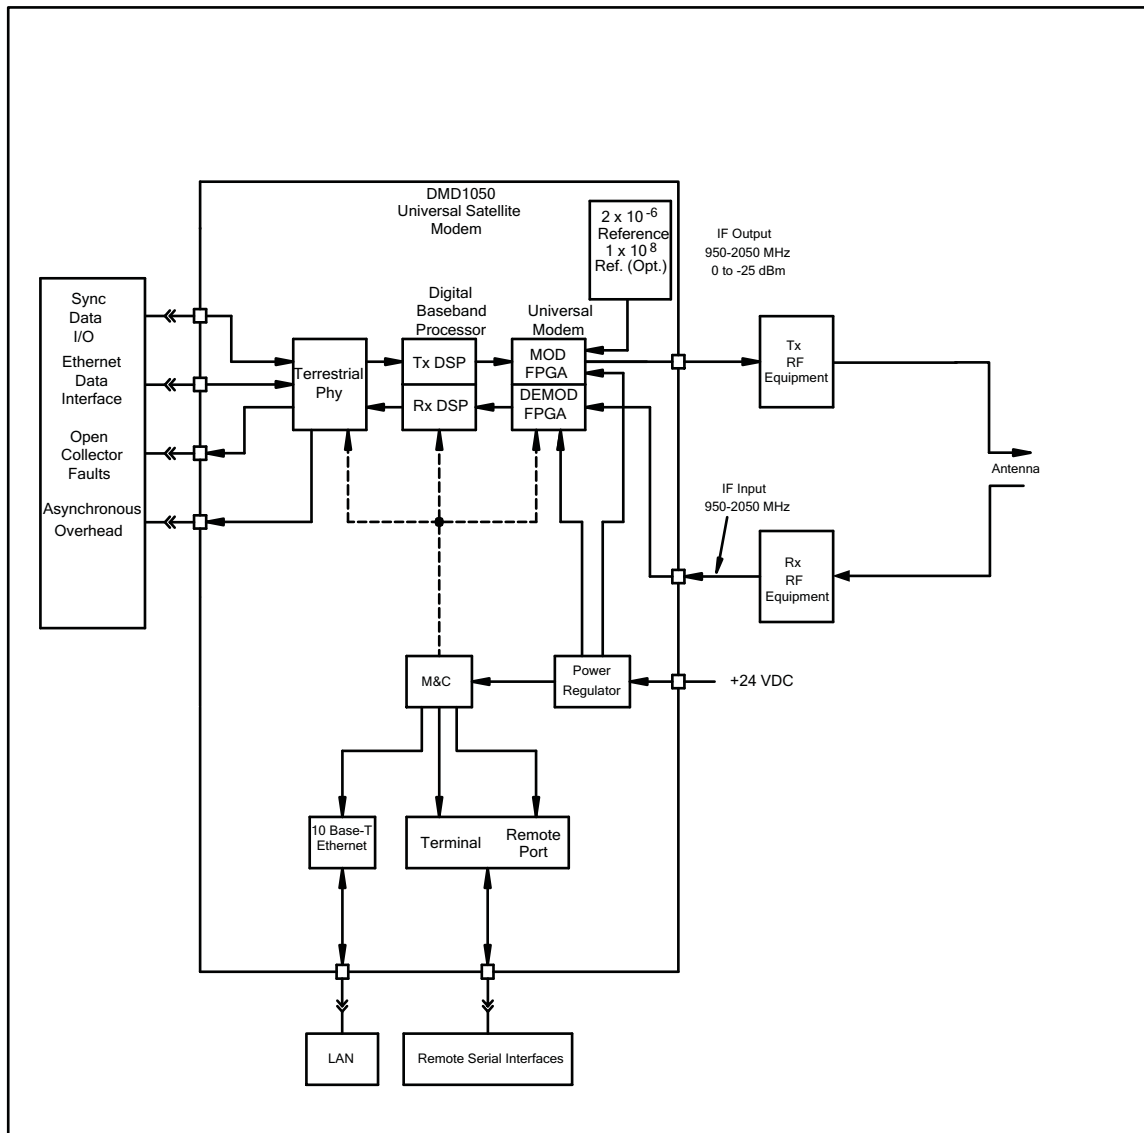 DMD1050
Universal Satellite
Modem
2 x 10 -6
Reference
1 x 10 8
Ref. (Opt.)
IF Output
950-2050 MHz
0 to -25 dBm
Sync
Data
I/O
Ethernet
Data
Interface
Open
Collector
Faults
Asynchronous
Overhead
Digital
Baseband
Processor
Universal
Modem
Terrestrial
Phy
Tx DSP
Rx DSP
MOD
FPGA
DEMOD
FPGA
Tx
RF
Equipment
Antenna
IF Input
950-2050 MHz
Rx
RF
Equipment
M&C
Power
Regulator
+24 VDC
10 Base-T
Ethernet
Terminal
Remote
Port
LAN
Remote Serial Interfaces